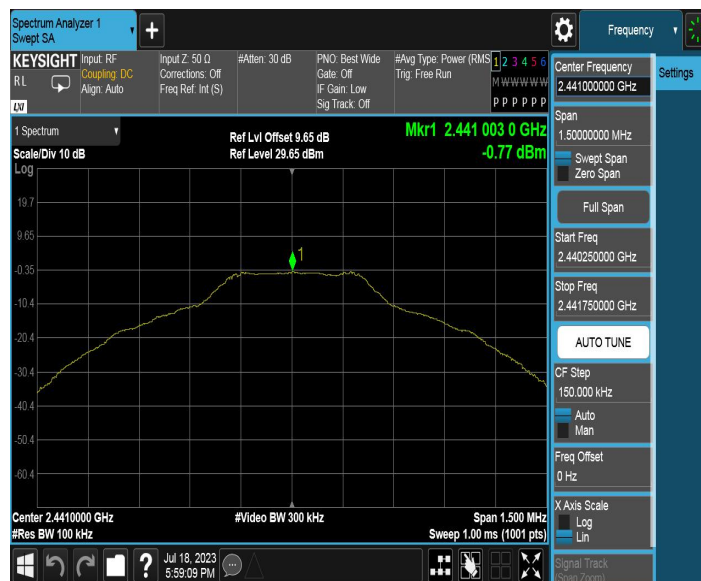 Spectrum Analyzer 1
Swept SA
Frequency
KEYSIGHT
RL
LXI
Input: RF
Coupling: DC
Align: Auto
Input Z: 50 Ω
Corrections: Off
Freq Ref: Int (S)
#Atten: 30 dB
PNO: Best Wide
Gate: Off
IF Gain: Low
Sig Track: Off
#Avg Type: Power (RMS
Trig: Free Run
1 2 3 4 5 6
M W W W W W
P P P P P P
1 Spectrum
Scale/Div 10 dB
Log
Ref Lvl Offset 9.65 dB
Ref Level 29.65 dBm
Mkr1 2.441 003 0 GHz
-0.77 dBm
1
19.7
9.65
-0.35
-10.4
-20.4
-30.4
-40.4
-50.4
-60.4
Center 2.4410000 GHz
#Res BW 100 kHz
#Video BW 300 kHz
Span 1.500 MHz
Sweep 1.00 ms (1001 pts)
Jul 18, 2023
5:59:09 PM
Center Frequency
2.441000000 GHz
Span
1.50000000 MHz
Swept Span
Zero Span
Full Span
Start Freq
2.440250000 GHz
Stop Freq
2.441750000 GHz
AUTO TUNE
CF Step
150.000 kHz
Auto
Man
Freq Offset
0 Hz
X Axis Scale
Log
Lin
Signal Track
(Span Zoom)
Settings